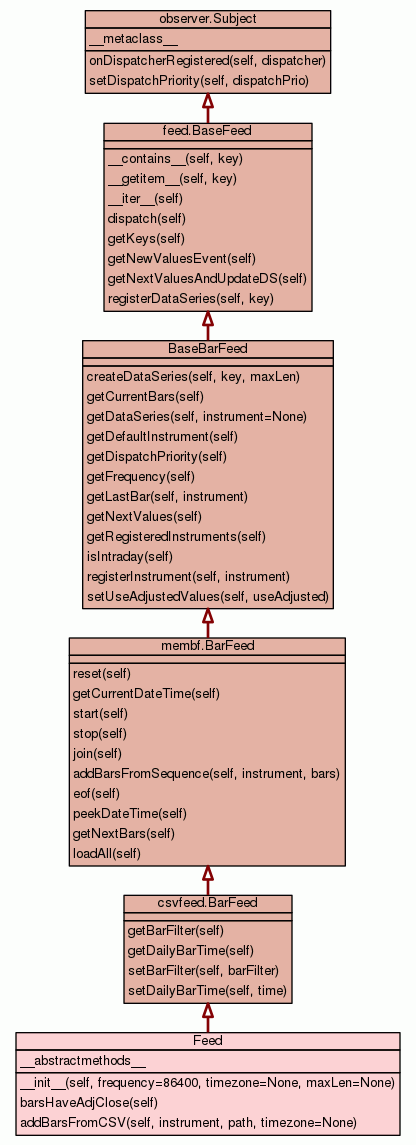 observer.Subject
__metaclass__
onDispatcherRegistered(self, dispatcher)
setDispatchPriority(self, dispatchPrio)
feed.BaseFeed
__contains__(self, key)
__getitem__(self, key)
__iter__(self)
dispatch(self)
getKeys(self)
getNewValuesEvent(self)
getNextValuesAndUpdateDS(self)
registerDataSeries(self, key)
BaseBarFeed
createDataSeries(self, key, maxLen)
getCurrentBars(self)
getDataSeries(self, instrument=None)
getDefaultInstrument(self)
getDispatchPriority(self)
getFrequency(self)
getLastBar(self, instrument)
getNextValues(self)
getRegisteredInstruments(self)
isIntraday(self)
registerInstrument(self, instrument)
setUseAdjustedValues(self, useAdjusted)
membf.BarFeed
reset(self)
getCurrentDateTime(self)
start(self)
stop(self)
join(self)
addBarsFromSequence(self, instrument, bars)
eof(self)
peekDateTime(self)
getNextBars(self)
loadAll(self)
csvfeed.BarFeed
getBarFilter(self)
getDailyBarTime(self)
setBarFilter(self, barFilter)
setDailyBarTime(self, time)
Feed
__abstractmethods__
__init__(self, frequency=86400, timezone=None, maxLen=None)
barsHaveAdjClose(self)
addBarsFromCSV(self, instrument, path, timezone=None)